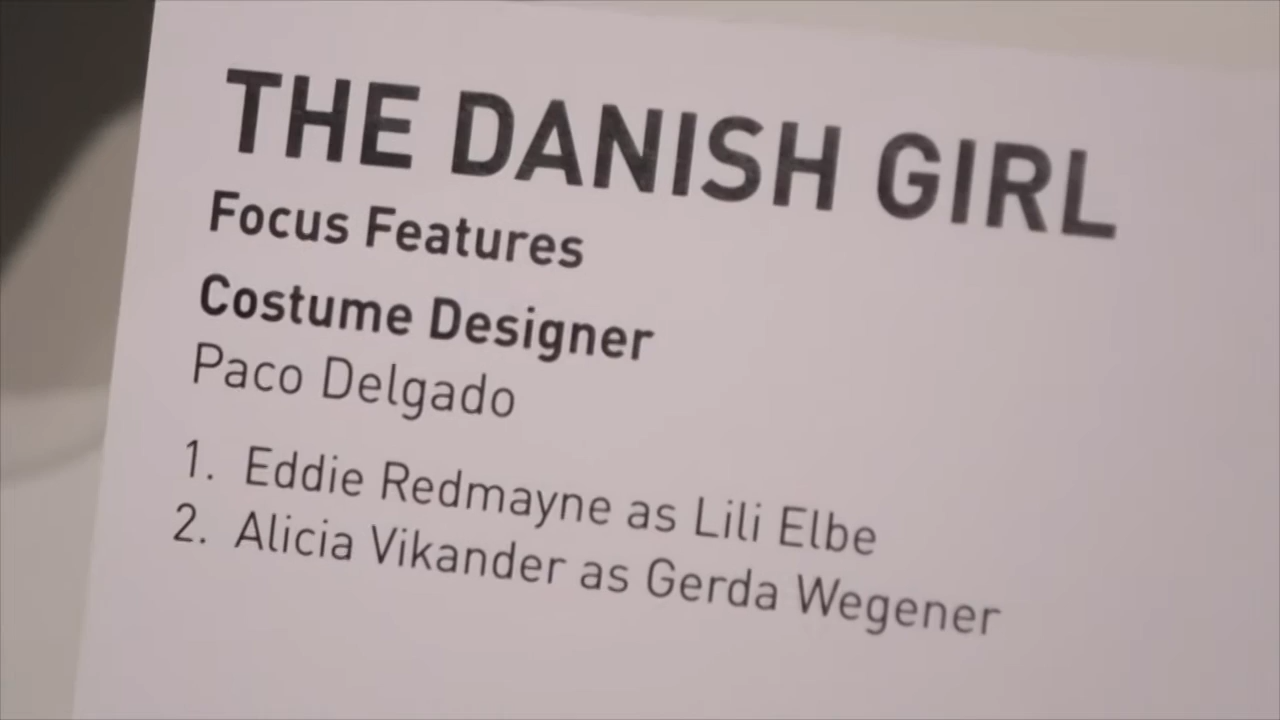 THE DANISH GIRL
Focus Features
Costume Designer
Paco Delgado
1. Eddie Redmayne as Lili Elbe
2. Alicia Vikander as Gerda Wegener